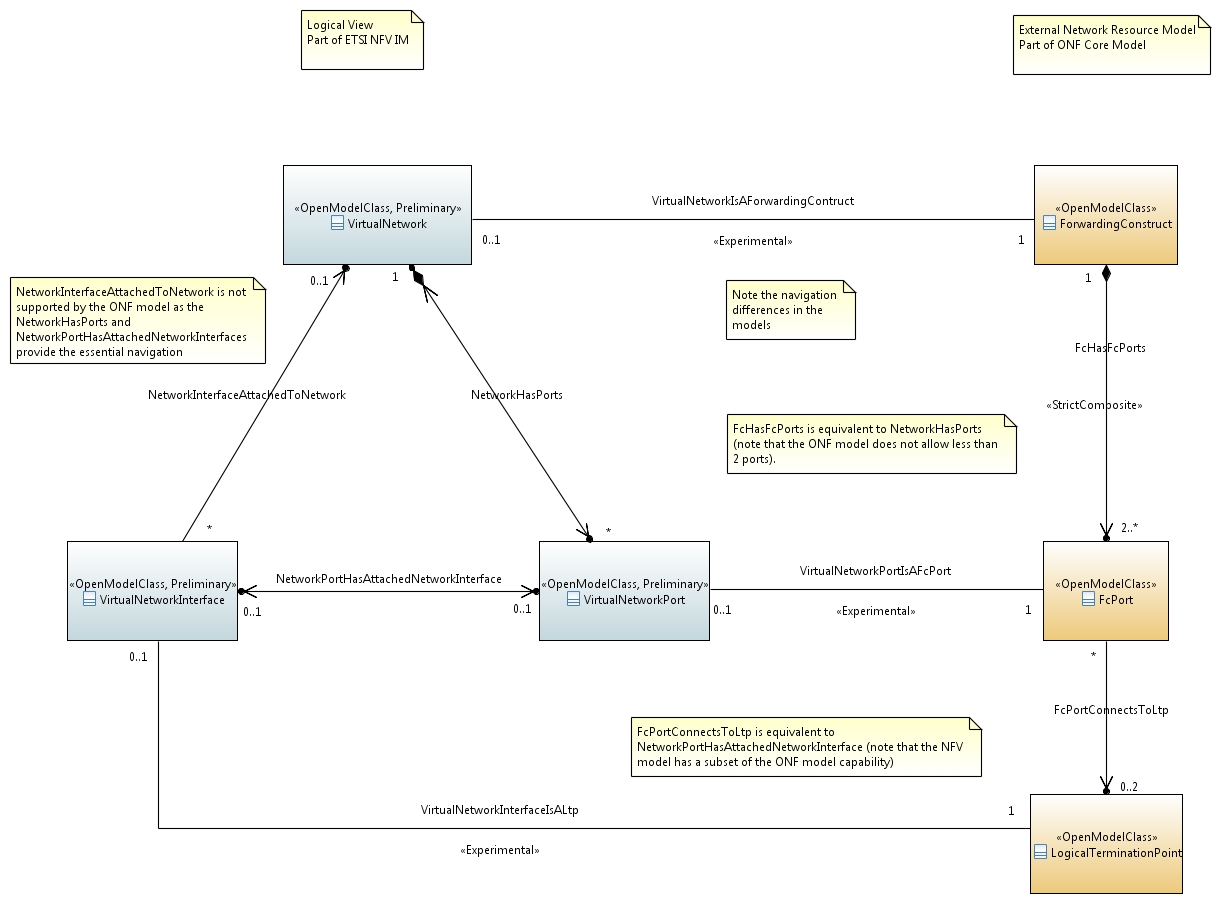 Logical View
Part of ETSI NFV IM
External Network Resource Model
Part of ONF Core Model
«OpenModelClass, Preliminary»
VirtualNetwork
VirtualNetworkIsAForwardingContruct
«Experimental»
0..1
1
«OpenModelClass»
ForwardingConstruct
0..1
1
1
NetworkInterfaceAttachedToNetwork is not
supported by the ONF model as the
NetworkHasPorts and
NetworkPortHasAttachedNetworkInterfaces
provide the essential navigation
Note the navigation
differences in the
models
FcHasFcPorts
«StrictComposite»
NetworkInterfaceAttachedToNetwork
NetworkHasPorts
FcHasFcPorts is equivalent to NetworkHasPorts
(note that the ONF model does not allow less than
2 ports).
*
*
2..*
«OpenModelClass, Preliminary»
VirtualNetworkInterface
NetworkPortHasAttachedNetworkInterface
0..1
0..1
«OpenModelClass, Preliminary»
VirtualNetworkPort
VirtualNetworkPortIsAFcPort
«Experimental»
0..1
1
«OpenModelClass»
FcPort
0..1
*
FcPortConnectsToLtp
FcPortConnectsToLtp is equivalent to
NetworkPortHasAttachedNetworkInterface (note that the NFV
model has a subset of the ONF model capability)
0..2
VirtualNetworkInterfaceIsALtp
«Experimental»
1
«OpenModelClass»
LogicalTerminationPoint